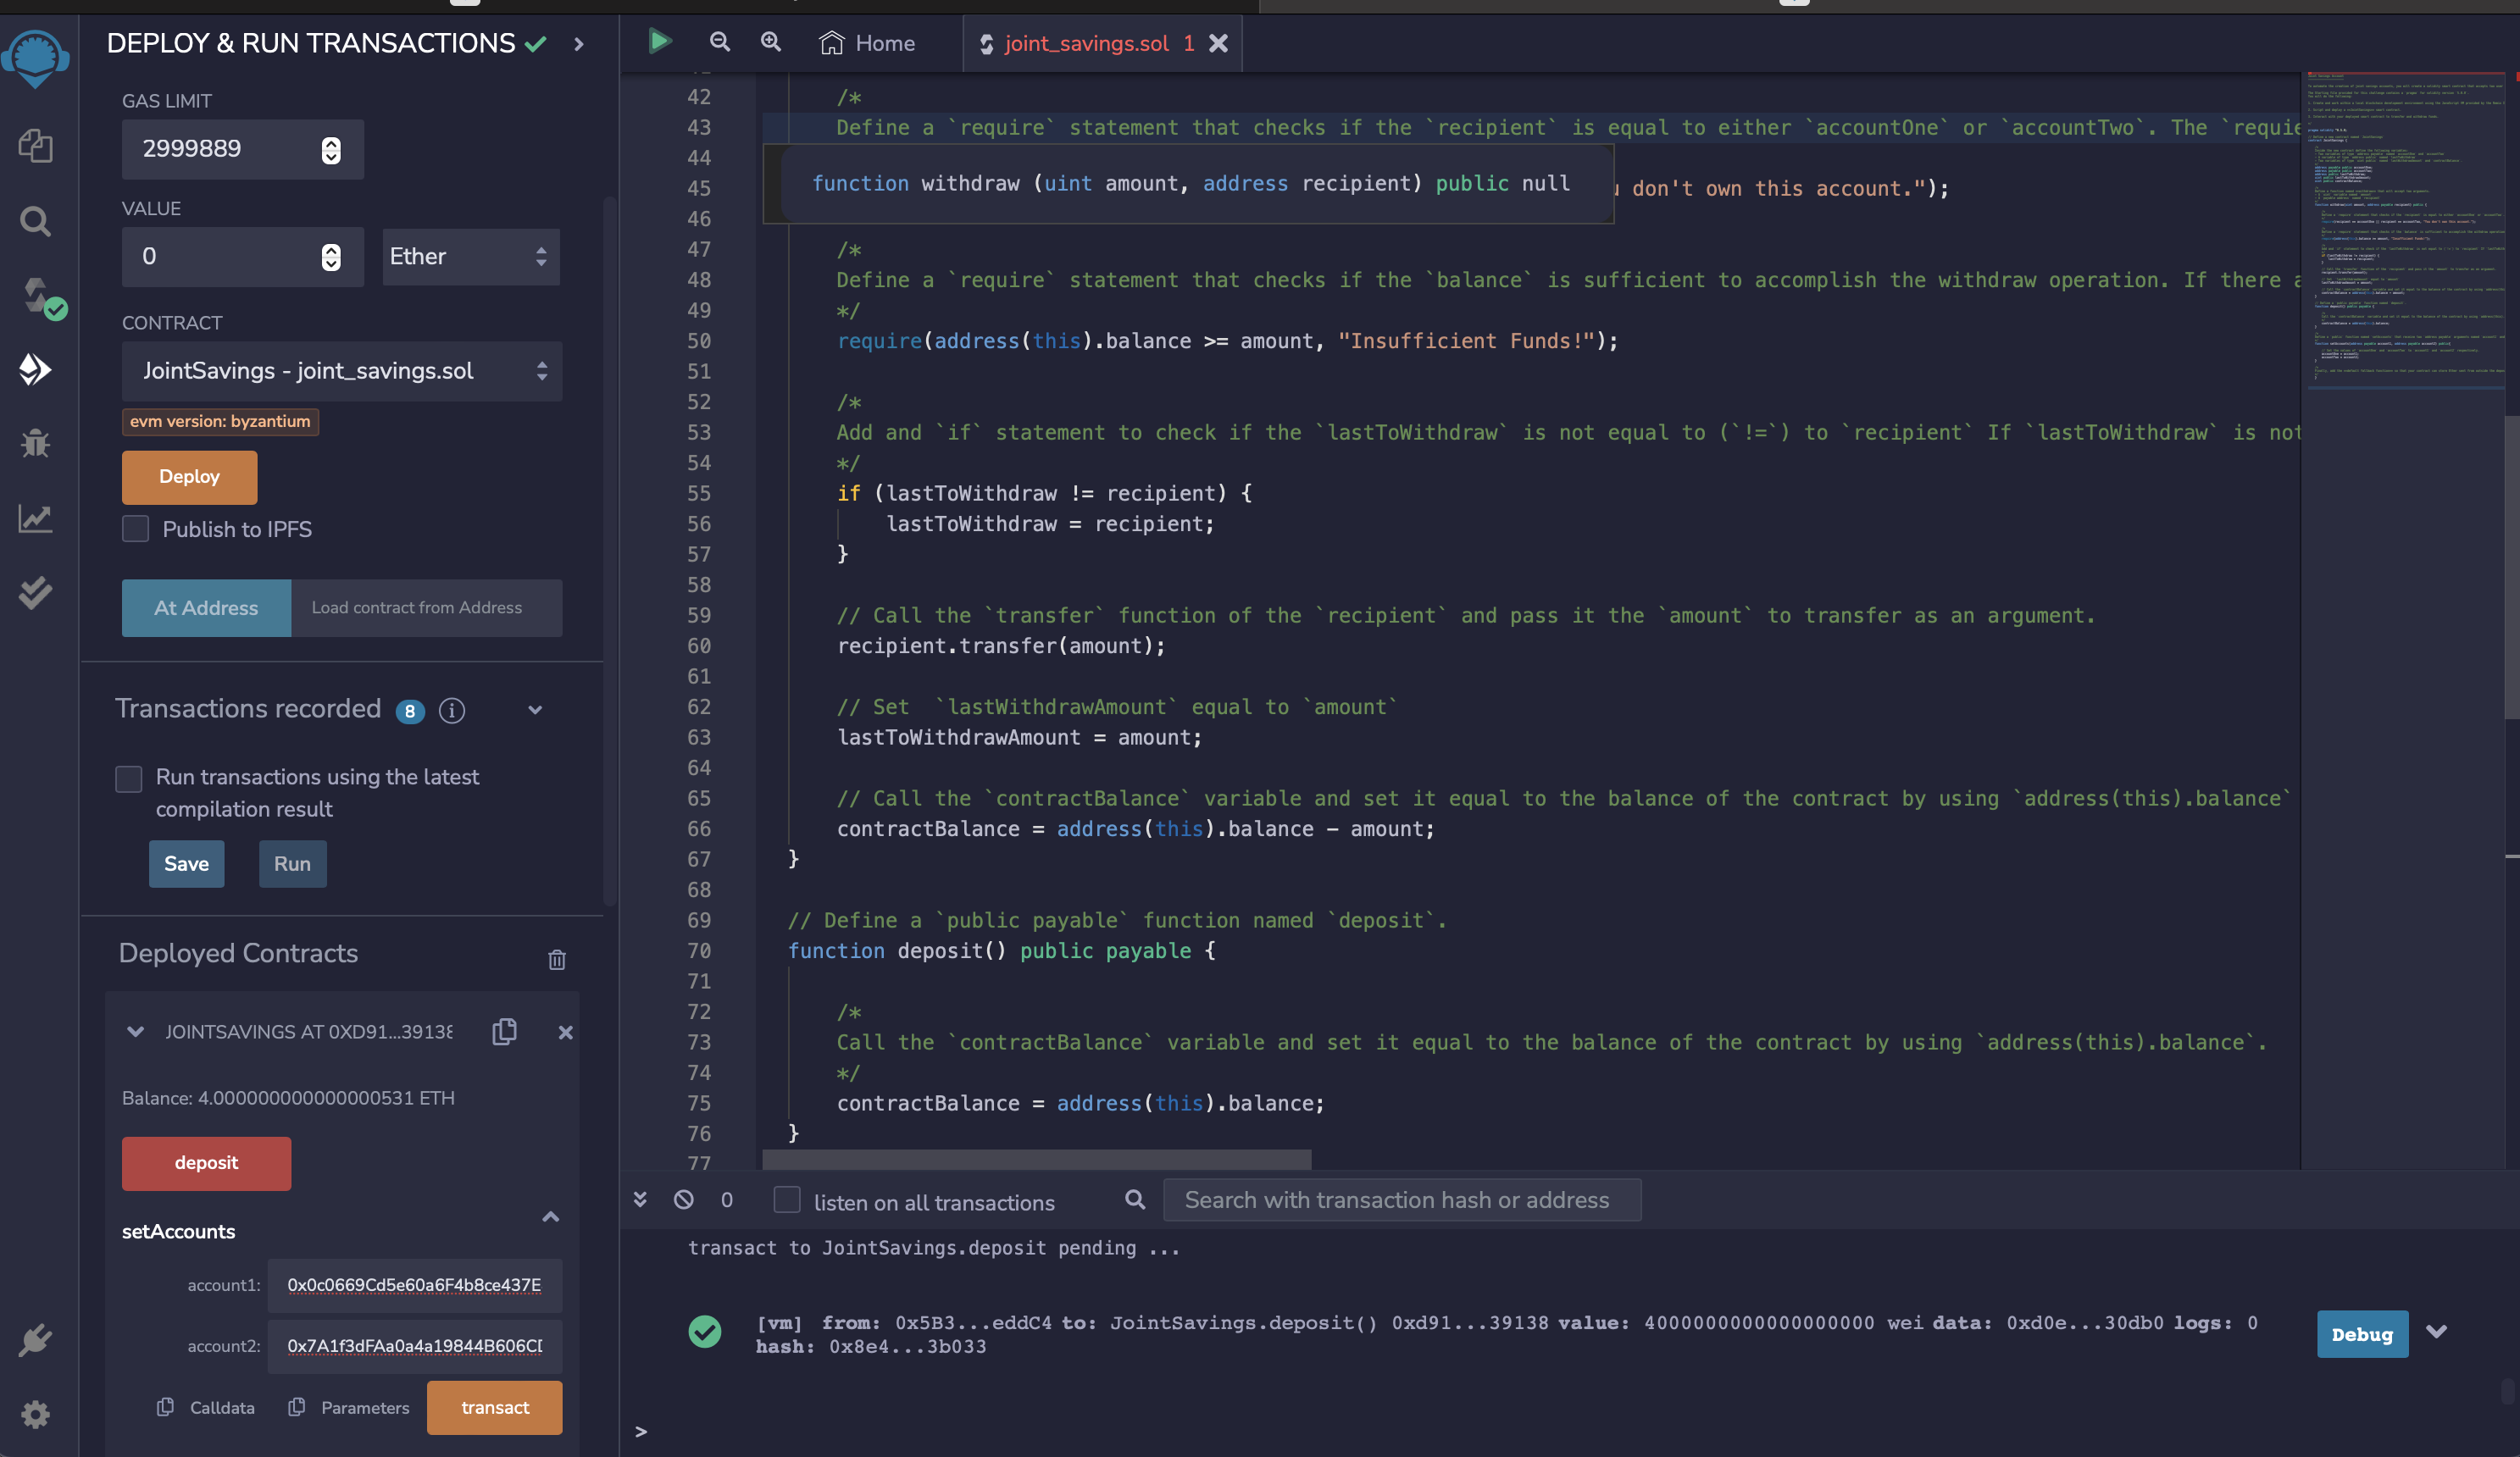 DEPLOY & RUN TRANSACTIONS
GAS LIMIT
2999889
VALUE
0
Ether
CONTRACT
JointSavings - joint_savings.sol
evm version: byzantium
Deploy
Publish to IPFS
At Address
Load contract from Address
Transactions recorded 8
Run transactions using the latest
compilation result
Save
Run
Deployed Contracts
JOINTSAVINGS AT 0XD91...39138
Balance: 4.000000000000000531 ETH
deposit
setAccounts
account1: 0x0c0669Cd5e60a6F4b8ce437E
account2: 0x7A1f3dFAa0a4a19844B606CD
Calldata
Parameters
transact
Home
joint_savings.sol 1
42 /*
43 Define a `require` statement that checks if the `recipient` is equal to either `accountOne` or `accountTwo`. The `requie
44
function withdraw (uint amount, address recipient) public null
45 u don't own this account.");
46
47 /*
48 Define a `require` statement that checks if the `balance` is sufficient to accomplish the withdraw operation. If there a
49 */
50 require(address(this).balance >= amount, "Insufficient Funds!");
51
52 /*
53 Add and `if` statement to check if the `lastToWithdraw` is not equal to (`!=`) to `recipient` If `lastToWithdraw` is not
54 */
55 if (lastToWithdraw != recipient) {
56 lastToWithdraw = recipient;
57 }
58
59 // Call the `transfer` function of the `recipient` and pass it the `amount` to transfer as an argument.
60 recipient.transfer(amount);
61
62 // Set  `lastWithdrawAmount` equal to `amount`
63 lastToWithdrawAmount = amount;
64
65 // Call the `contractBalance` variable and set it equal to the balance of the contract by using `address(this).balance`
66 contractBalance = address(this).balance - amount;
67 }
68
69 // Define a `public payable` function named `deposit`.
70 function deposit() public payable {
71
72 /*
73 Call the `contractBalance` variable and set it equal to the balance of the contract by using `address(this).balance`.
74 */
75 contractBalance = address(this).balance;
76 }
77
0
listen on all transactions
Search with transaction hash or address
transact to JointSavings.deposit pending ...
[vm] from: 0x5B3...eddC4 to: JointSavings.deposit() 0xd91...39138 value: 4000000000000000000 wei data: 0xd0e...30db0 logs: 0
hash: 0x8e4...3b033
Debug
>